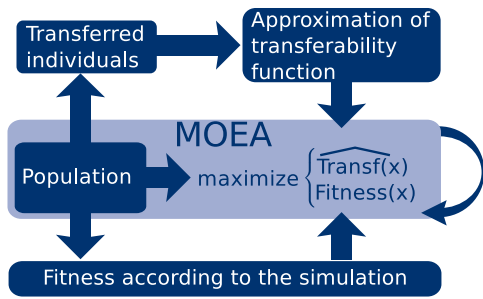 Transferred
individuals
Approximation of
transferability
function
MOEA
Population
maximize
Transf(x)
Fitness(x)
Fitness according to the simulation